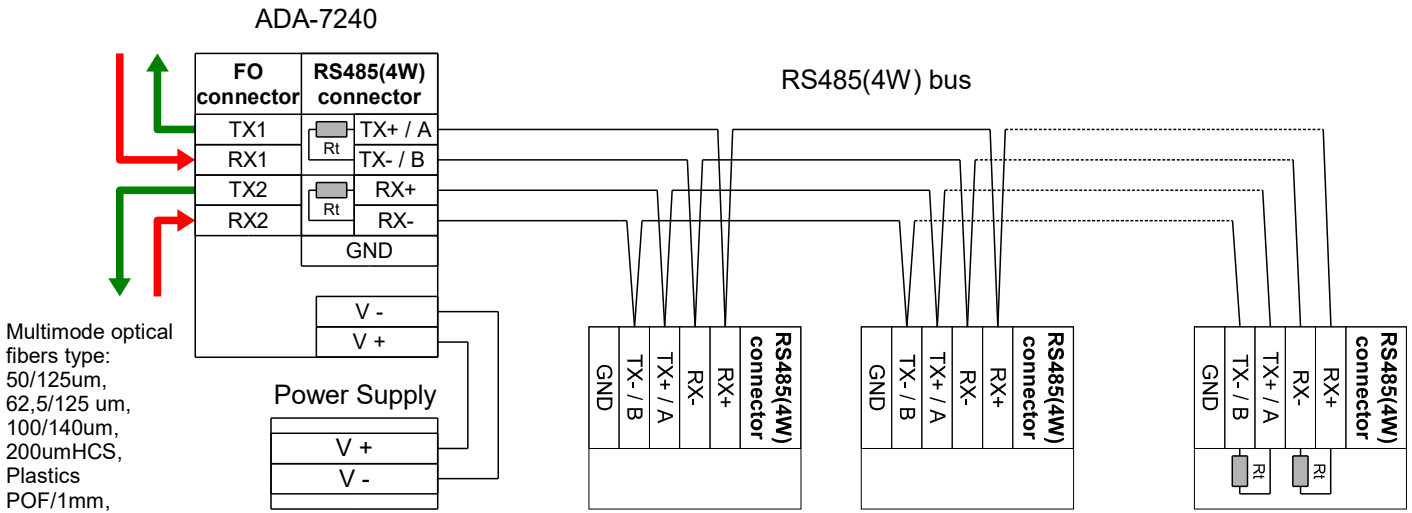 ADA-7240
FO connector
RS485(4W) connector
TX1
Rt
TX+ / A
RX1
TX- / B
TX2
Rt
RX+
RX2
RX-
GND
V -
V +
RS485(4W) bus
Multimode optical
fibers type:
50/125um,
62,5/125 um,
100/140um,
200umHCS,
Plastics
POF/1mm,
Power Supply
V +
V -
GND
TX- / B
TX+ / A
RX-
RX+
RS485(4W)
connector
GND
TX- / B
TX+ / A
RX-
RX+
RS485(4W)
connector
GND
TX- / B
TX+ / A
RX-
RX+
RS485(4W)
connector
Rt
Rt